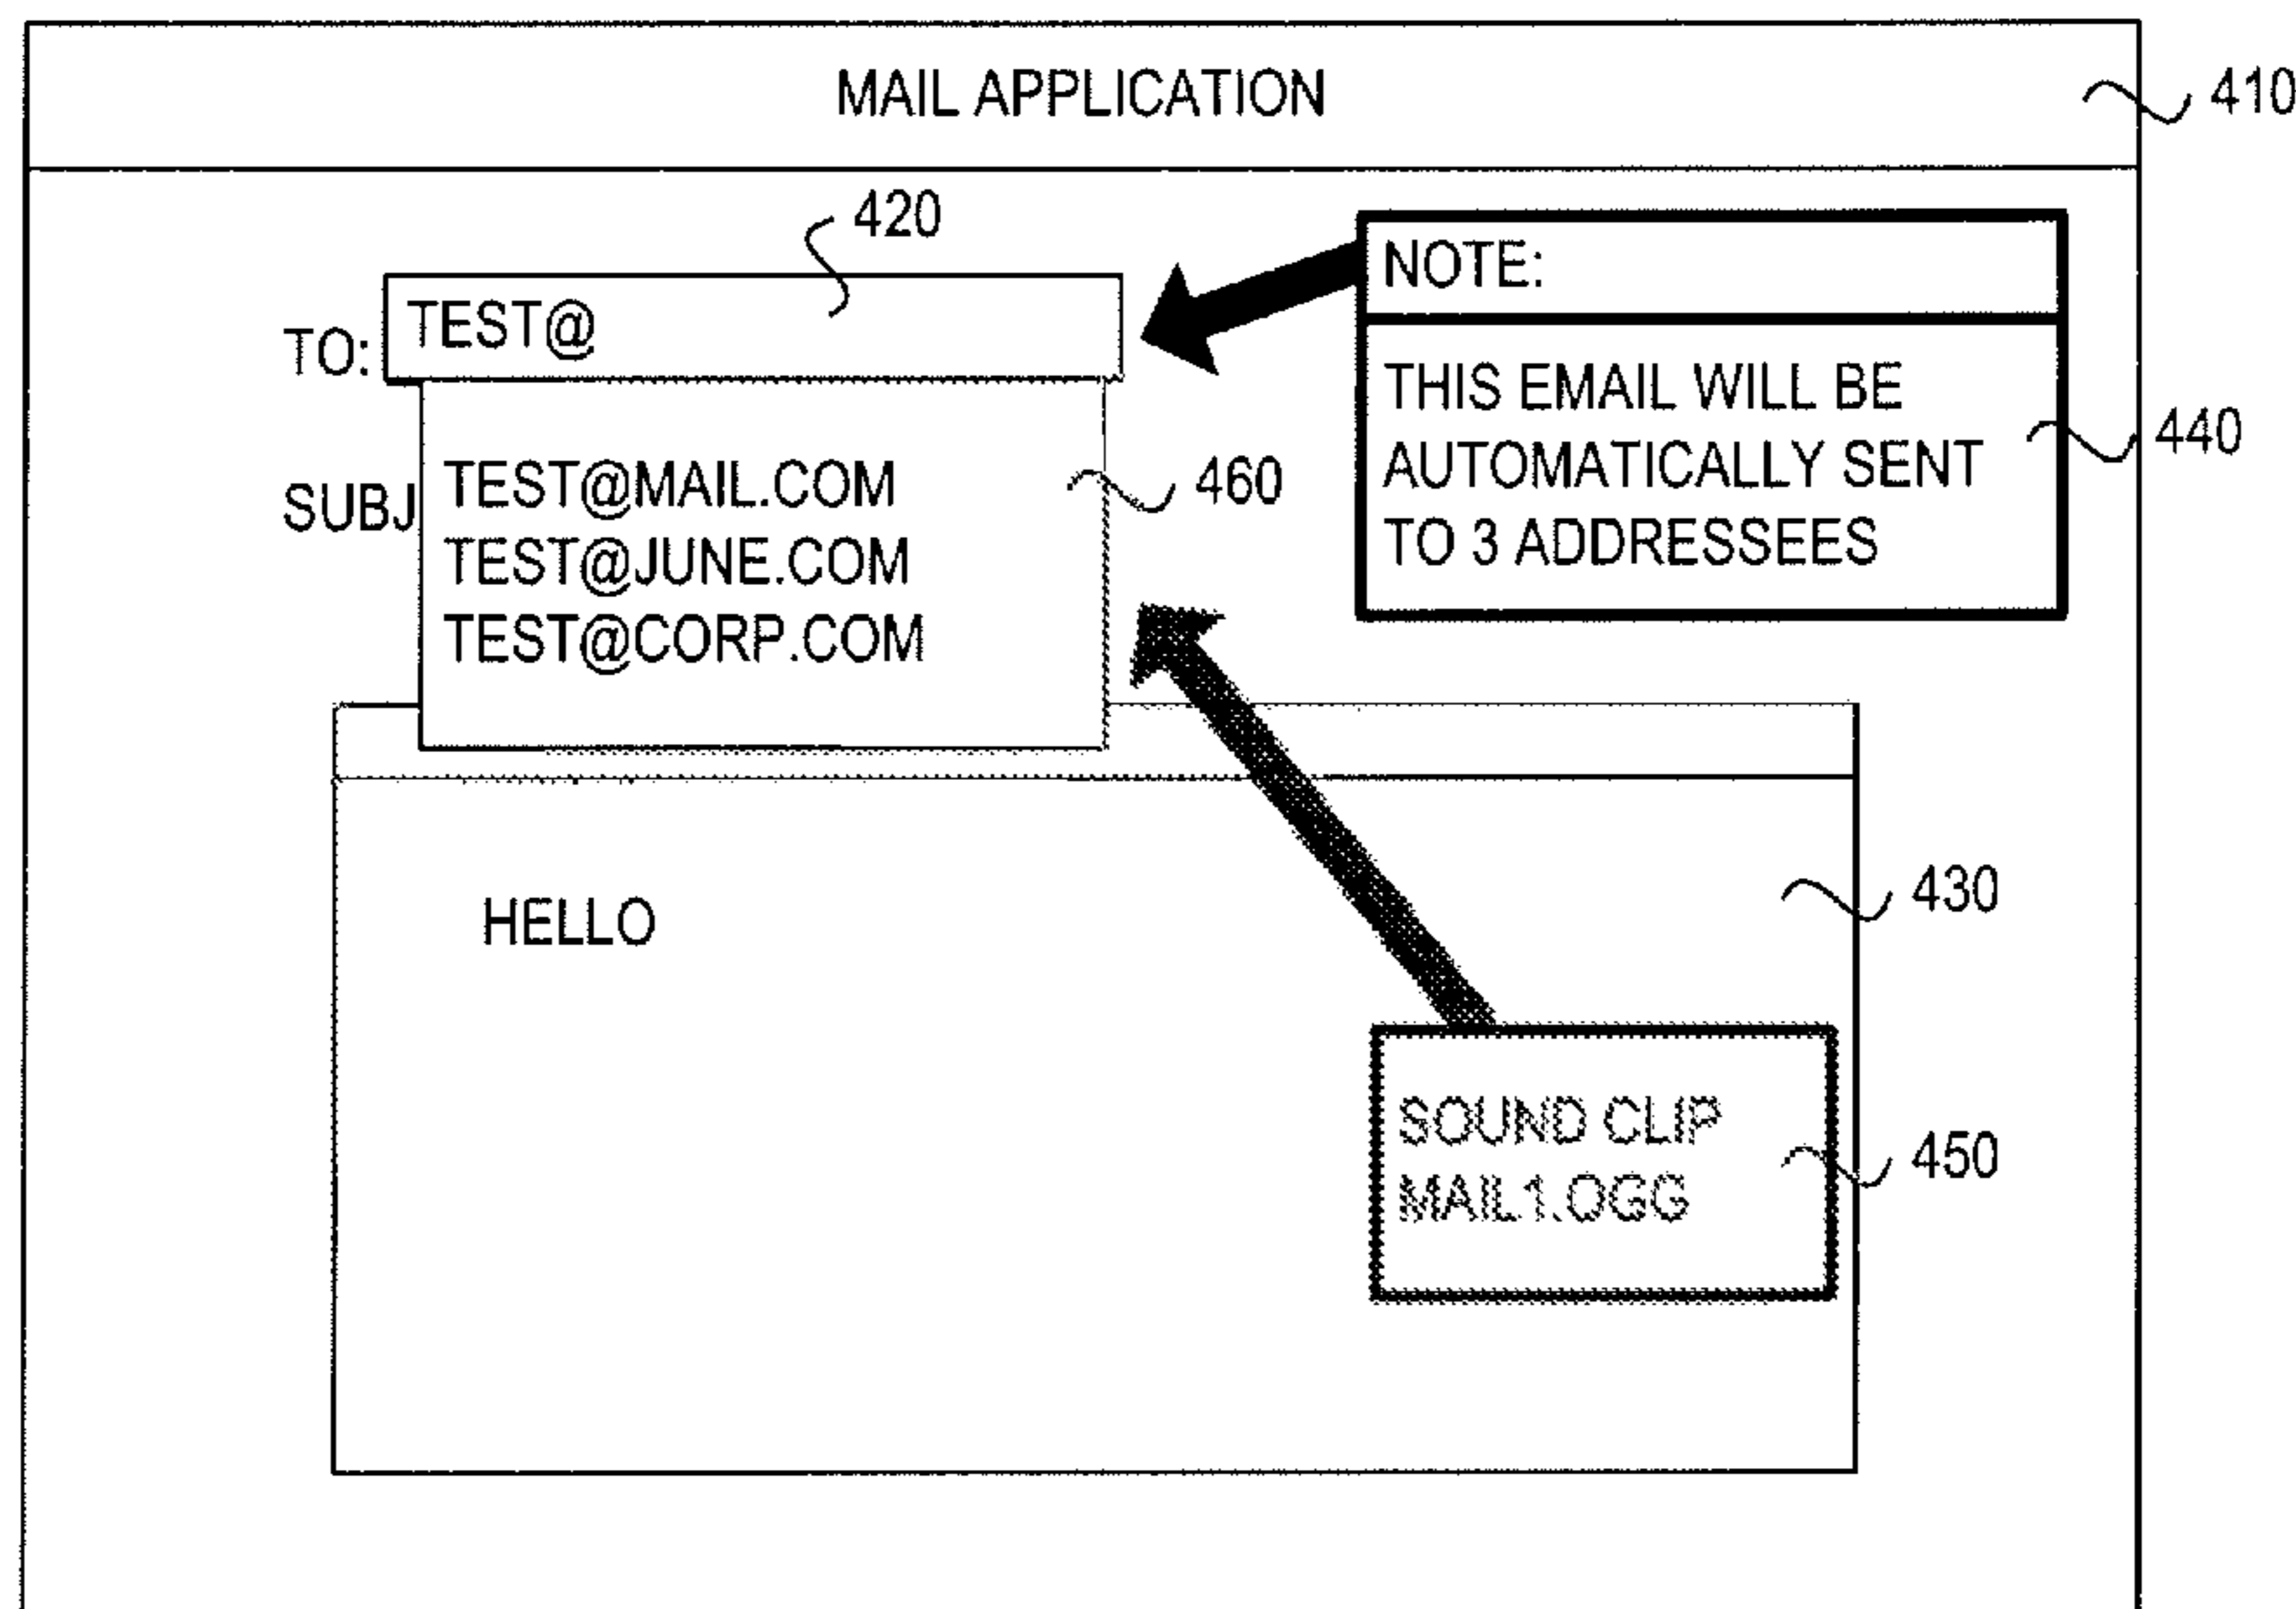 MAIL APPLICATION
410
420
NOTE:
TO:
TEST@
THIS EMAIL WILL BE
AUTOMATICALLY SENT
TO 3 ADDRESSEES
440
SUBJ
TEST@MAIL.COM
TEST@JUNE.COM
TEST@CORP.COM
460
HELLO
430
SOUND CLIP
MAIL1.OGG
450